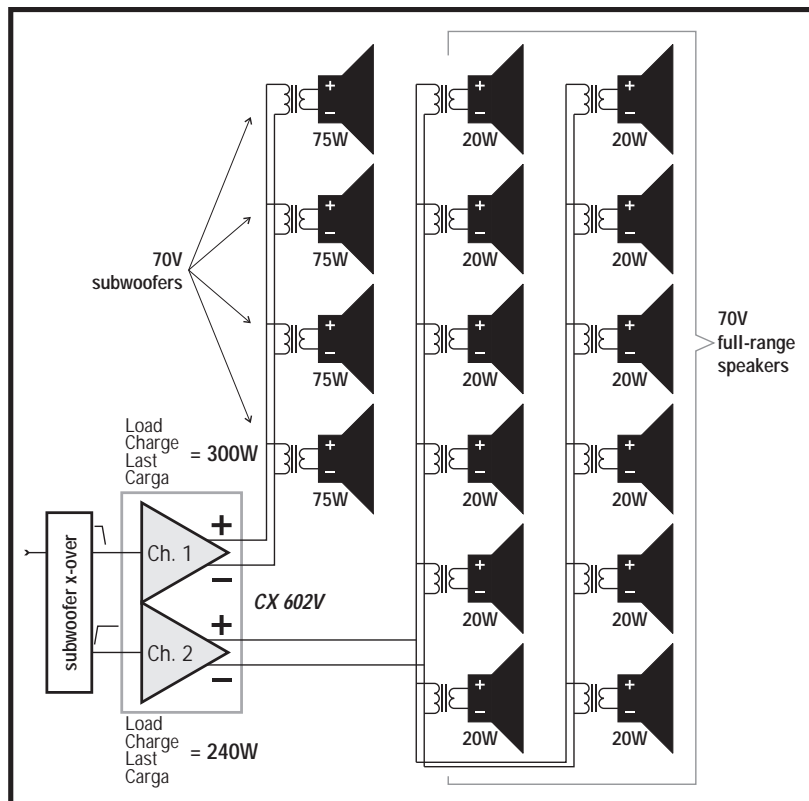 +
−
75W
+
−
20W
+
−
20W
+
−
75W
+
−
20W
+
−
20W
70V
subwoofers
+
−
75W
+
−
20W
+
−
20W
70V
full-range
speakers
Load
Charge
Last
Carga
= 300W
+
−
75W
+
−
20W
+
−
20W
subwoofer x-over
Ch. 1
+
−
CX 602V
Ch. 2
+
−
+
−
20W
+
−
20W
+
−
20W
+
−
20W
Load
Charge
Last
Carga
= 240W